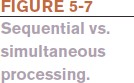 FIGURE 5-7
Sequential vs.
simultaneous
processing.